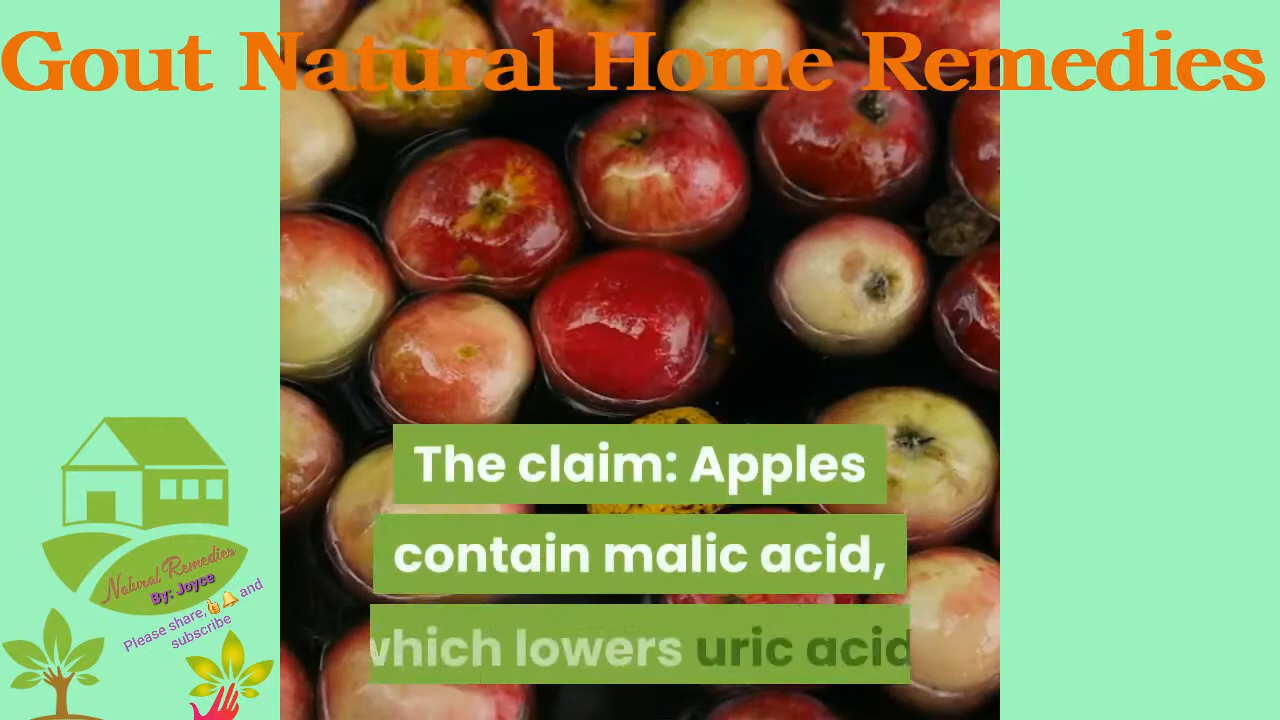 Gout Natural Home Remedies
The claim: Apples
contain malic acid,
which lowers uric acid
Natural Remedies
By: Joyce
Please share,👍🔔 and
subscribe